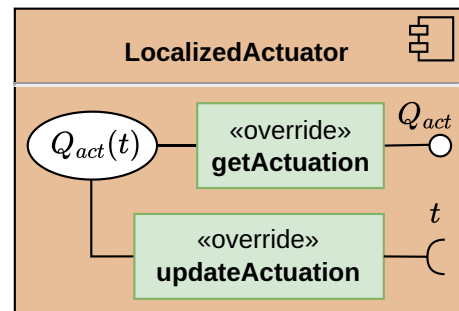 LocalizedActuator
Q_act(t)
«override»
getActuation
Q_act
«override»
updateActuation
t